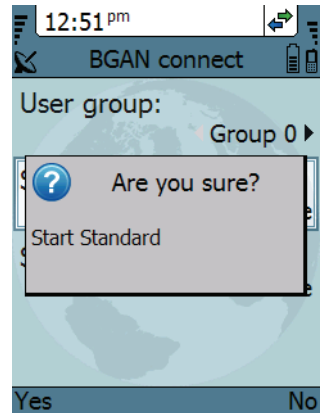 12:51 pm
BGAN connect
User group:
Group 0
Are you sure?
Start Standard
Yes
No